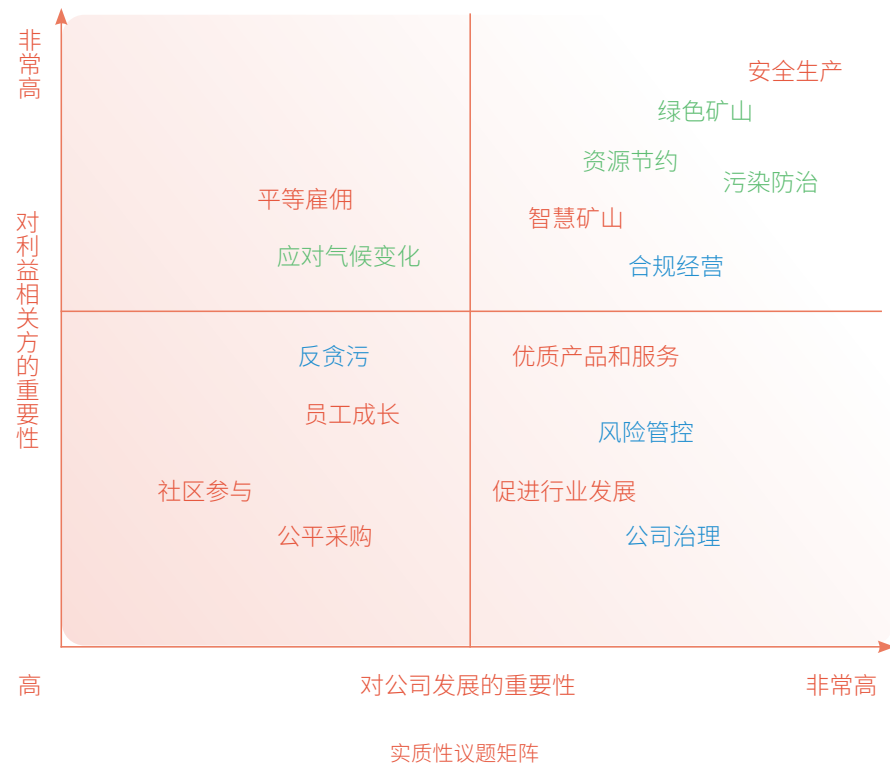 非常高
对利益相关方的重要性
安全生产
绿色矿山
资源节约
污染防治
平等雇佣
智慧矿山
应对气候变化
合规经营
反贪污
优质产品和服务
员工成长
风险管控
社区参与
促进行业发展
公平采购
公司治理
高
对公司发展的重要性
非常高
实质性议题矩阵